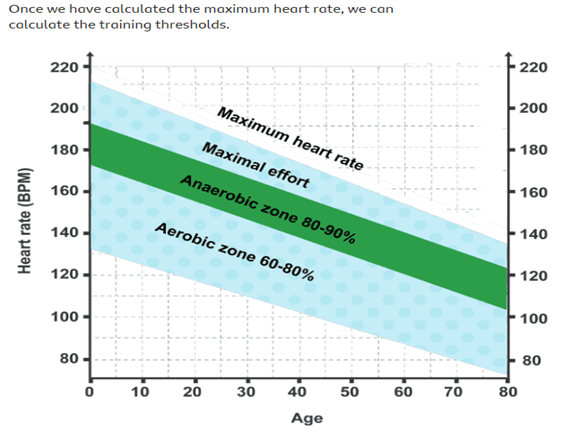 Once we have calculated the maximum heart rate, we can
calculate the training thresholds.
220
200
180
160
140
120
100
80
Heart rate (BPM)
Maximum heart rate
Maximal effort
Anaerobic zone 80-90%
Aerobic zone 60-80%
220
200
180
160
140
120
100
80
0 10 20 30 40 50 60 70 80
Age